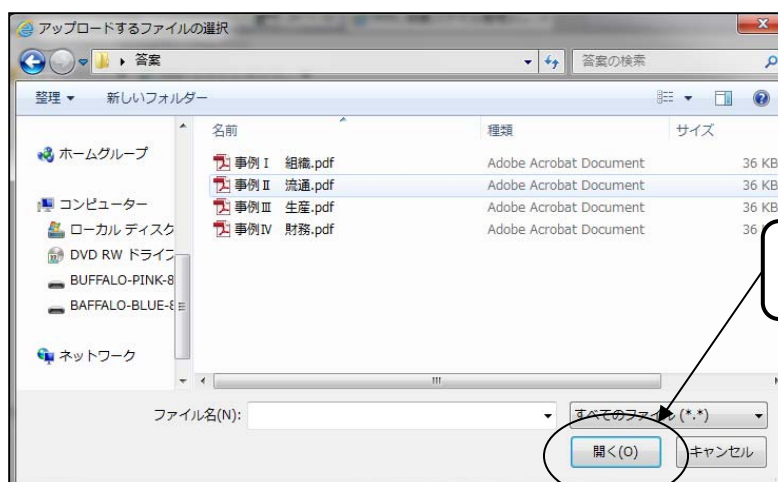 アップロードするファイルの選択
答案
答案の検索
整理 新しいフォルダー
名前 種類 サイズ
ホームグループ
コンピューター
ローカル ディスク
DVD RW ドライブ
BUFFALO-PINK-8
BAFFALO-BLUE-8
ネットワーク
事例Ⅰ 組織.pdf Adobe Acrobat Document 36 KB
事例Ⅱ 流通.pdf Adobe Acrobat Document 36 KB
事例Ⅲ 生産.pdf Adobe Acrobat Document 36 KB
事例Ⅳ 財務.pdf Adobe Acrobat Document 36
ファイル名(N): すべてのファイル (*.*)
開く(O) キャンセル